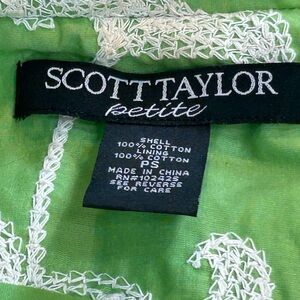 SCOTT TAYLOR
petite
SHELL
100% COTTON
LINING
100% COTTON
PS
MADE IN CHINA
RN#102425
SEE REVERSE
FOR CARE